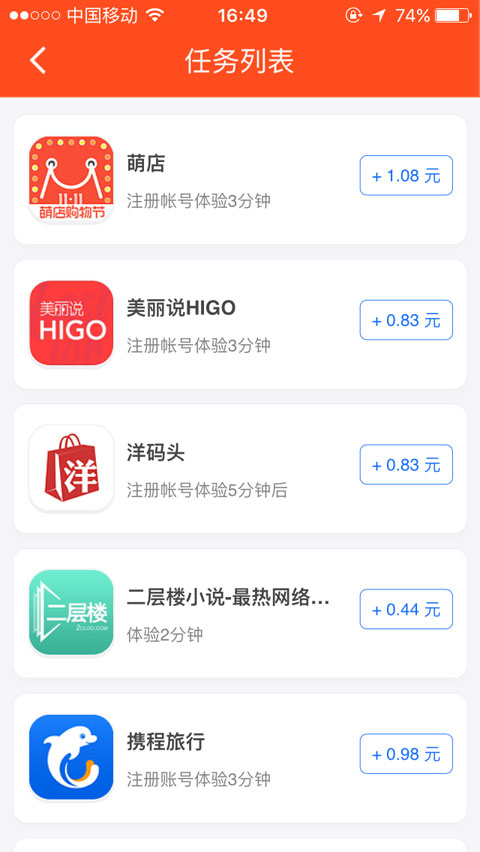 中国移动 16:49 74%
任务列表
11·11
萌店购物节
萌店
注册帐号体验3分钟
+ 1.08 元
美丽说
HIGO
美丽说HIGO
注册帐号体验3分钟
+ 0.83 元
洋
洋码头
注册帐号体验5分钟后
+ 0.83 元
二层楼
2CLOO.COM
二层楼小说-最热网络...
体验2分钟
+ 0.44 元
携程旅行
注册账号体验3分钟
+ 0.98 元